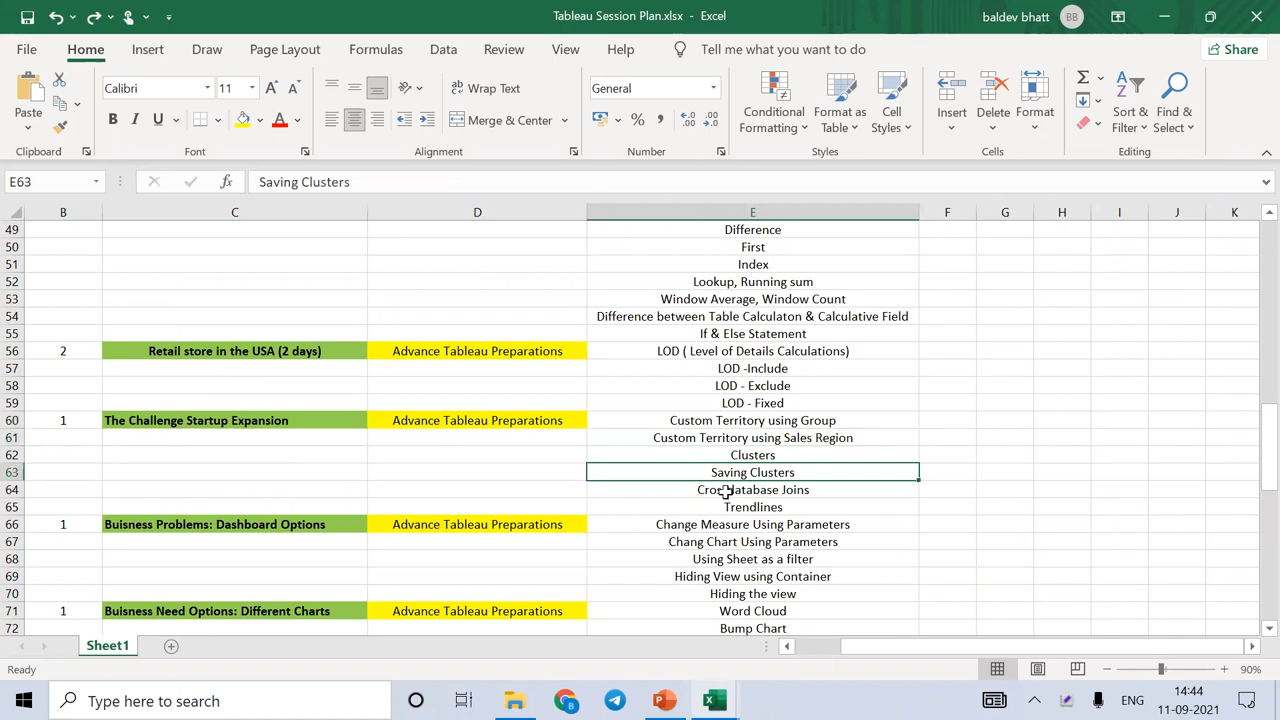 Tableau Session Plan.xlsx - Excel
baldev bhatt BB
File Home Insert Draw Page Layout Formulas Data Review View Help Tell me what you want to do Share
Calibri 11 Wrap Text General
Paste Merge & Center Conditional Formatting Format as Table Cell Styles Insert Delete Format Sort & Filter Find & Select
Clipboard Font Alignment Number Styles Cells Editing
E63 fx Saving Clusters
B C D E F G H I J K
49 Difference
50 First
51 Index
52 Lookup, Running sum
53 Window Average, Window Count
54 Difference between Table Calculaton & Calculative Field
55 If & Else Statement
56 2 Retail store in the USA (2 days) Advance Tableau Preparations LOD ( Level of Details Calculations)
57 LOD -Include
58 LOD - Exclude
59 LOD - Fixed
60 1 The Challenge Startup Expansion Advance Tableau Preparations Custom Territory using Group
61 Custom Territory using Sales Region
62 Clusters
63 Saving Clusters
64 Cross database Joins
65 Trendlines
66 1 Buisness Problems: Dashboard Options Advance Tableau Preparations Change Measure Using Parameters
67 Chang Chart Using Parameters
68 Using Sheet as a filter
69 Hiding View using Container
70 Hiding the view
71 1 Buisness Need Options: Different Charts Advance Tableau Preparations Word Cloud
72 Bump Chart
Sheet1
Ready 90%
Type here to search ENG 14:44
11-09-2021